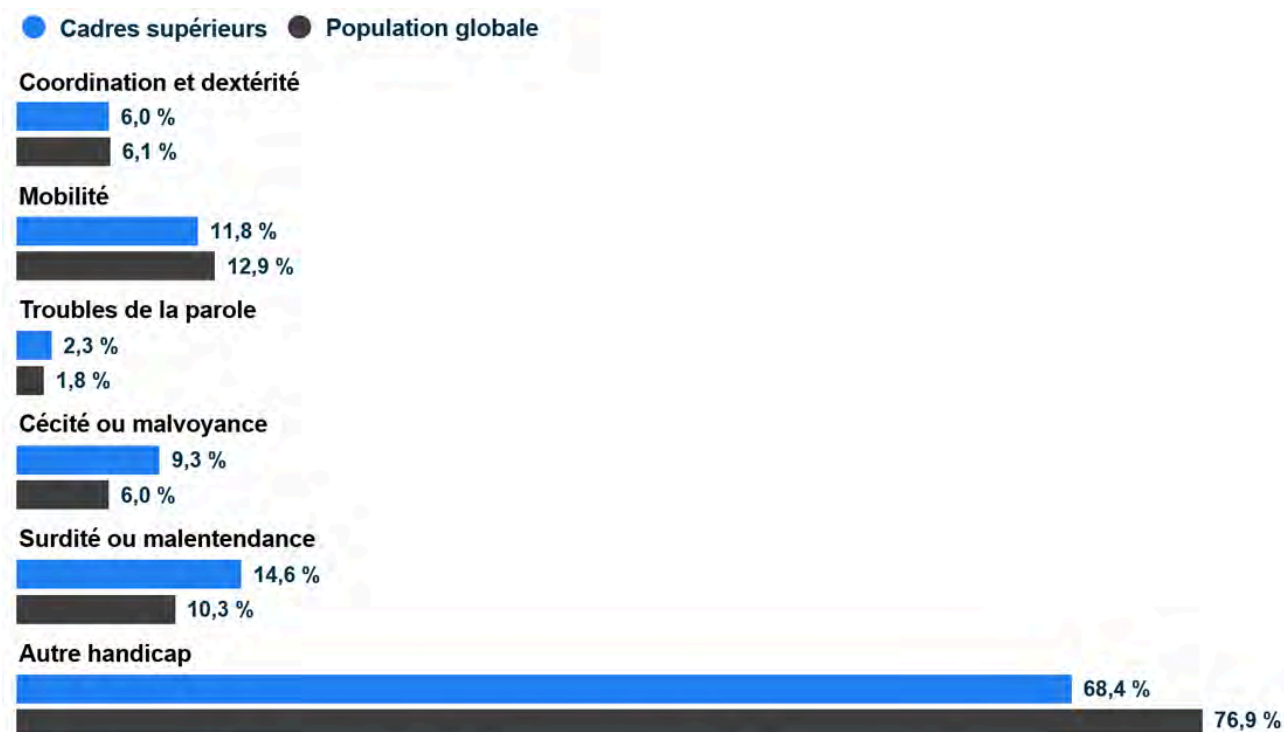 Cadres supérieurs Population globale
Coordination et dextérité
6,0 %
6,1 %
Mobilité
11,8 %
12,9 %
Troubles de la parole
2,3 %
1,8 %
Cécité ou malvoyance
9,3 %
6,0 %
Surdité ou malentendance
14,6 %
10,3 %
Autre handicap
68,4 %
76,9 %